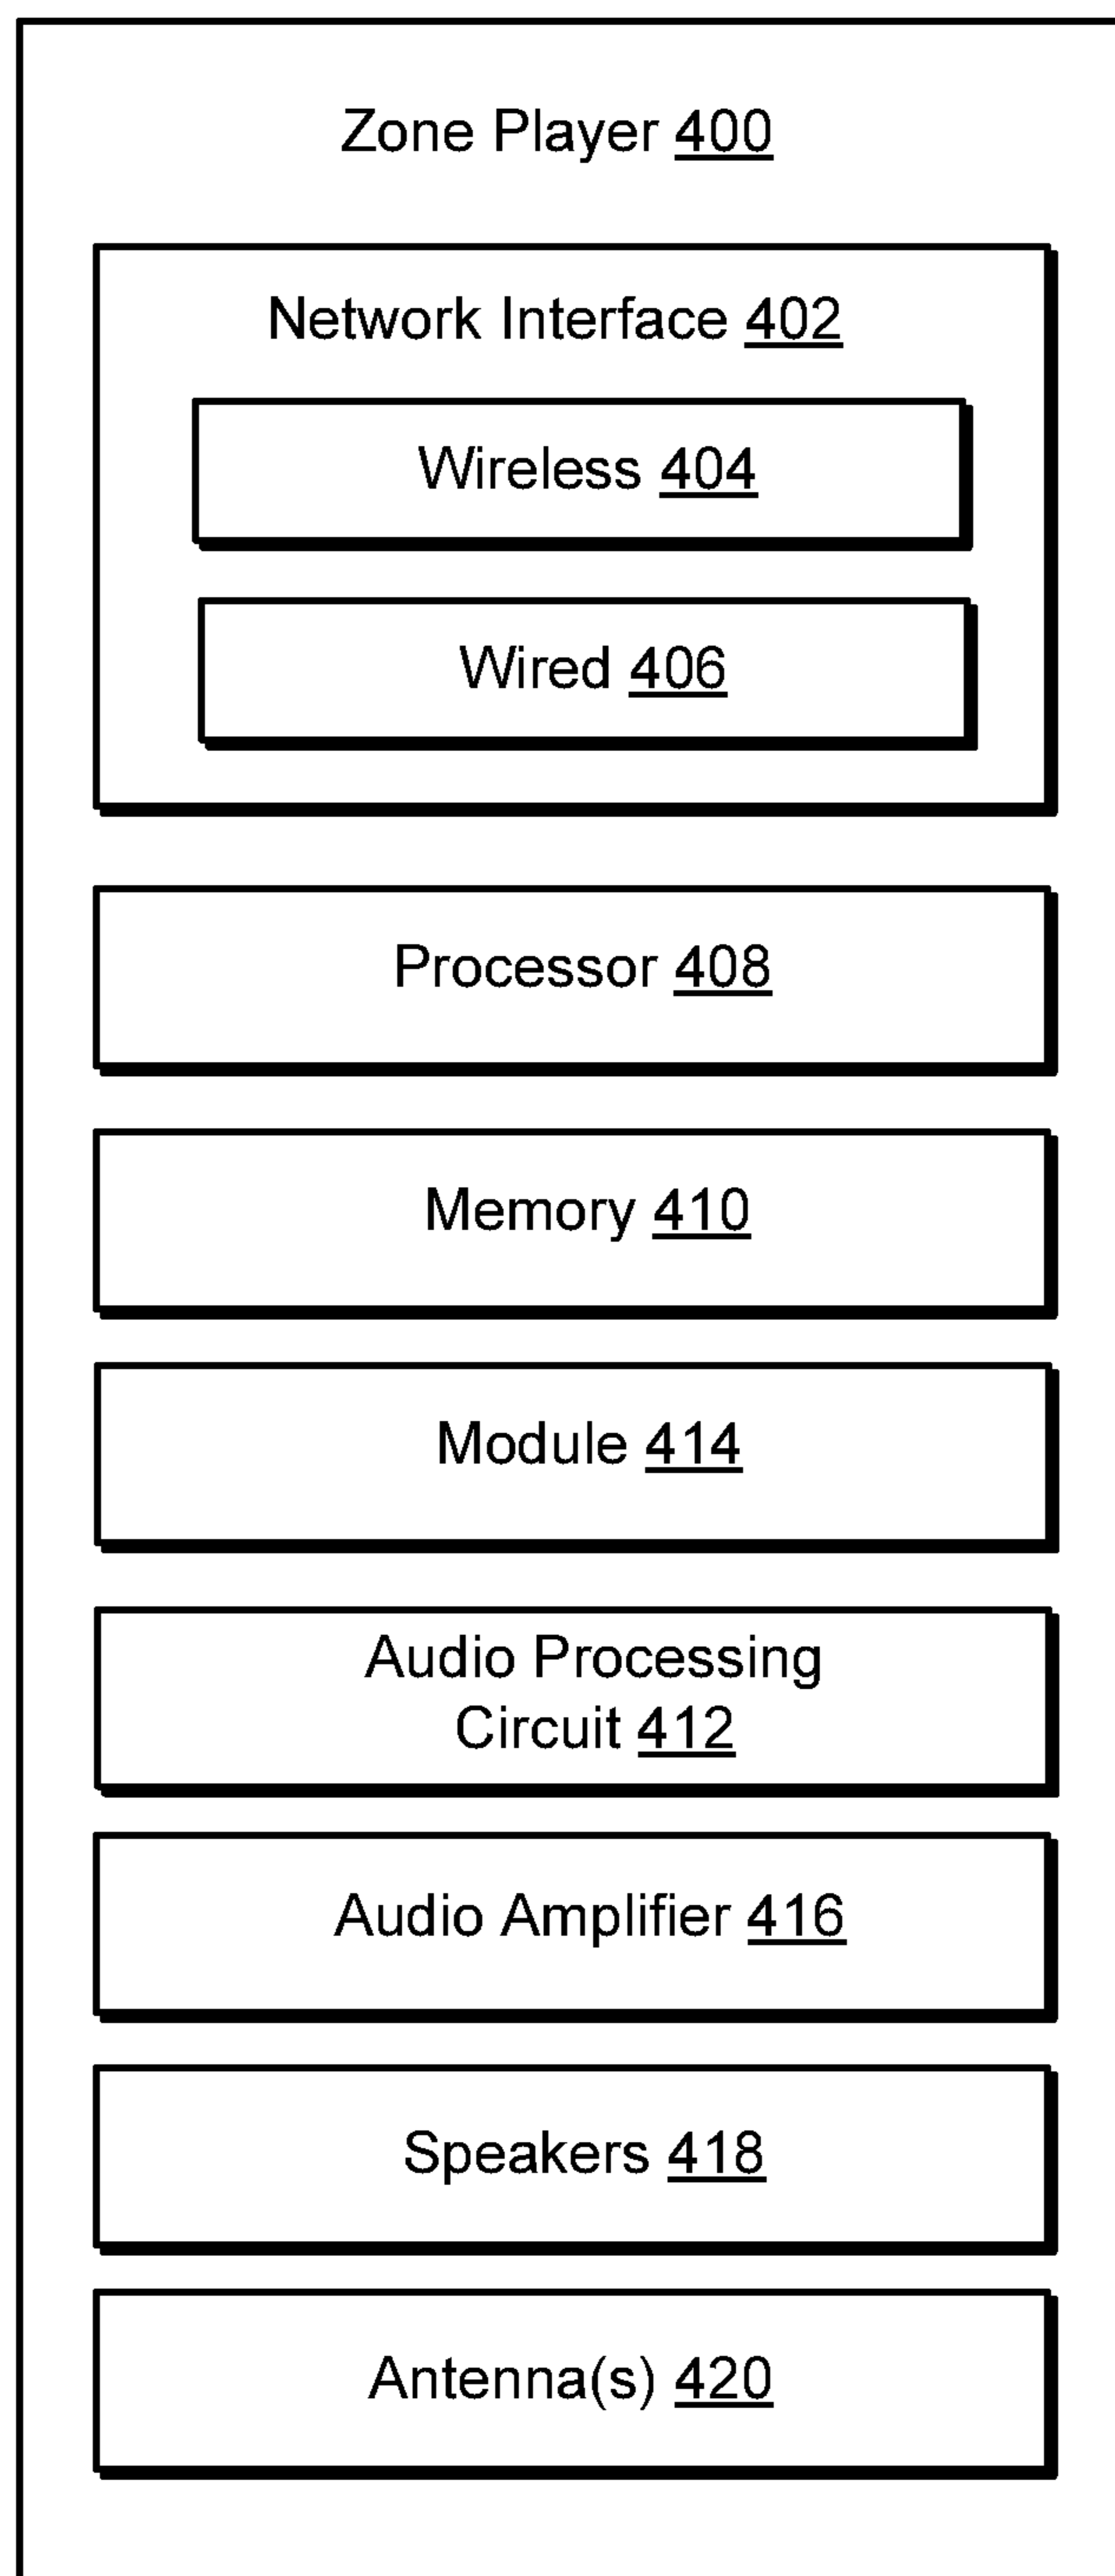 Zone Player 400
Network Interface 402
Wireless 404
Wired 406
Processor 408
Memory 410
Module 414
Audio Processing
Circuit 412
Audio Amplifier 416
Speakers 418
Antenna(s) 420